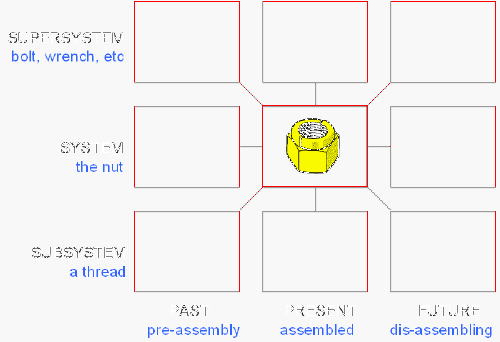 SUPERSYSTEM
bolt, wrench, etc
SYSTEM
the nut
SUBSYSTEM
a thread
PAST PRESENT FUTURE
pre-assembly assembled dis-assembling